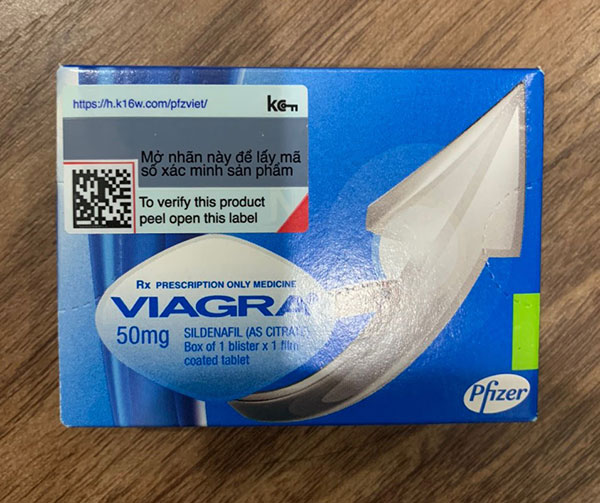 https://h.k16w.com/pfzviet/
Mở nhãn này để lấy mã
số xác minh sản phẩm
To verify this product
peel open this label
Rx PRESCRIPTION ONLY MEDICINE
VIAGRA
50mg
SILDENAFIL (AS CITRATE)
Box of 1 blister x 1 film
coated tablet
Pfizer